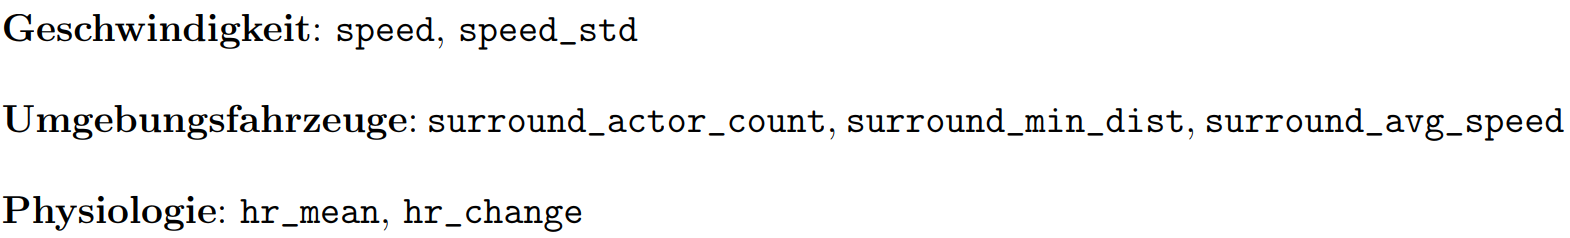 Geschwindigkeit: speed, speed_std
Umgebungsfahrzeuge: surround_actor_count, surround_min_dist, surround_avg_speed
Physiologie: hr_mean, hr_change